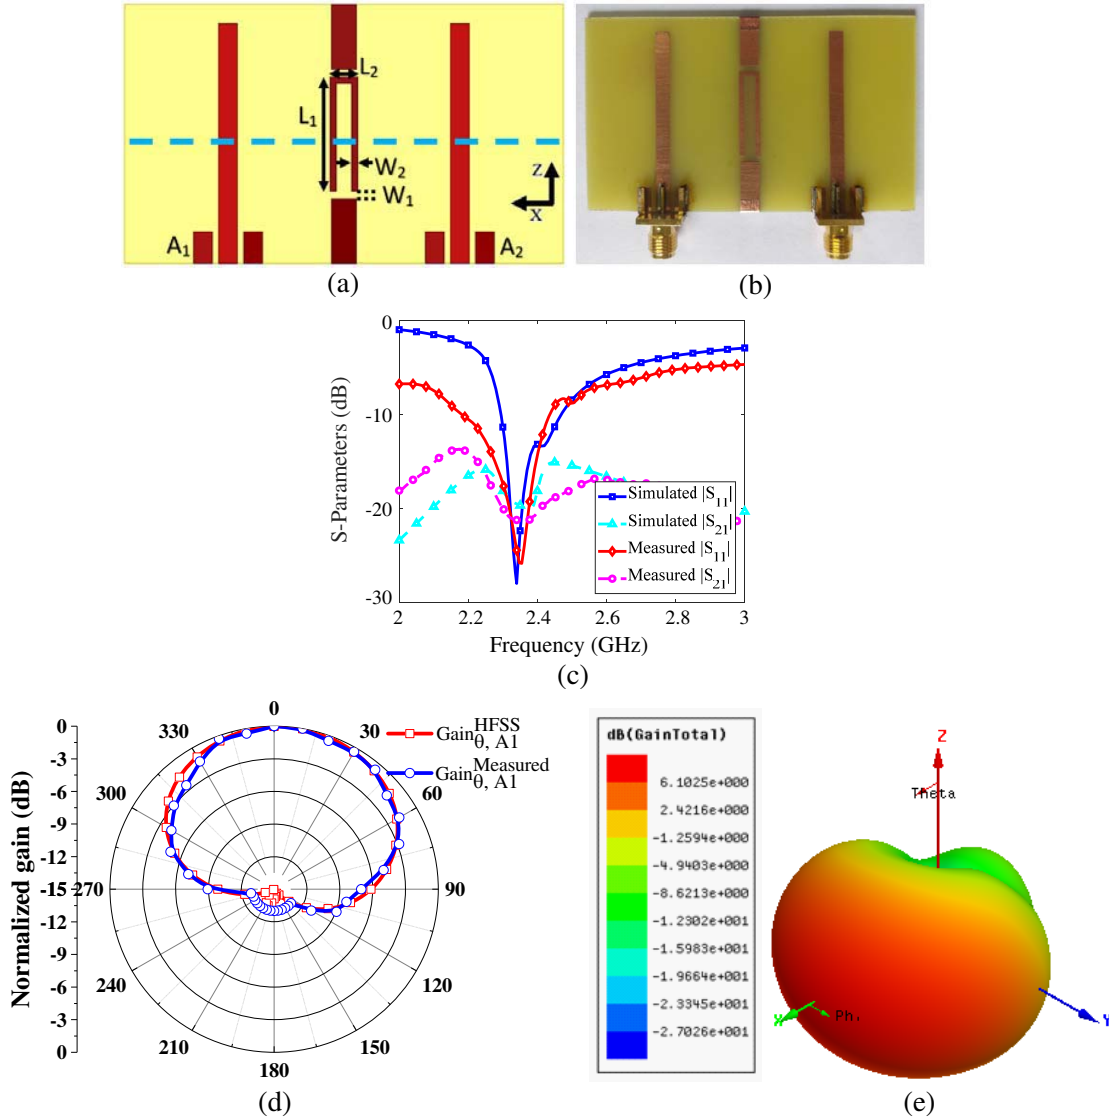 L2
L1
W2
W1
Z
X
A1
A2
(a)
(b)
0
-10
-20
-30
S-Parameters (dB)
Simulated |S11|
Simulated |S21|
Measured |S11|
Measured |S21|
2
2.2
2.4
2.6
2.8
3
Frequency (GHz)
(c)
0
-3
-6
-9
-12
-15
-12
-9
-6
-3
0
Normalized gain (dB)
0
30
60
90
120
150
180
210
240
270
300
330
Gain HFSS θ, A1
Gain Measured θ, A1
(d)
dB(GainTotal)
6.1025e+000
2.4216e+000
-1.2594e+000
-4.9403e+000
-8.6213e+000
-1.2302e+001
-1.5983e+001
-1.9664e+001
-2.3345e+001
-2.7026e+001
Z
Theta
X
Phi
Y
(e)